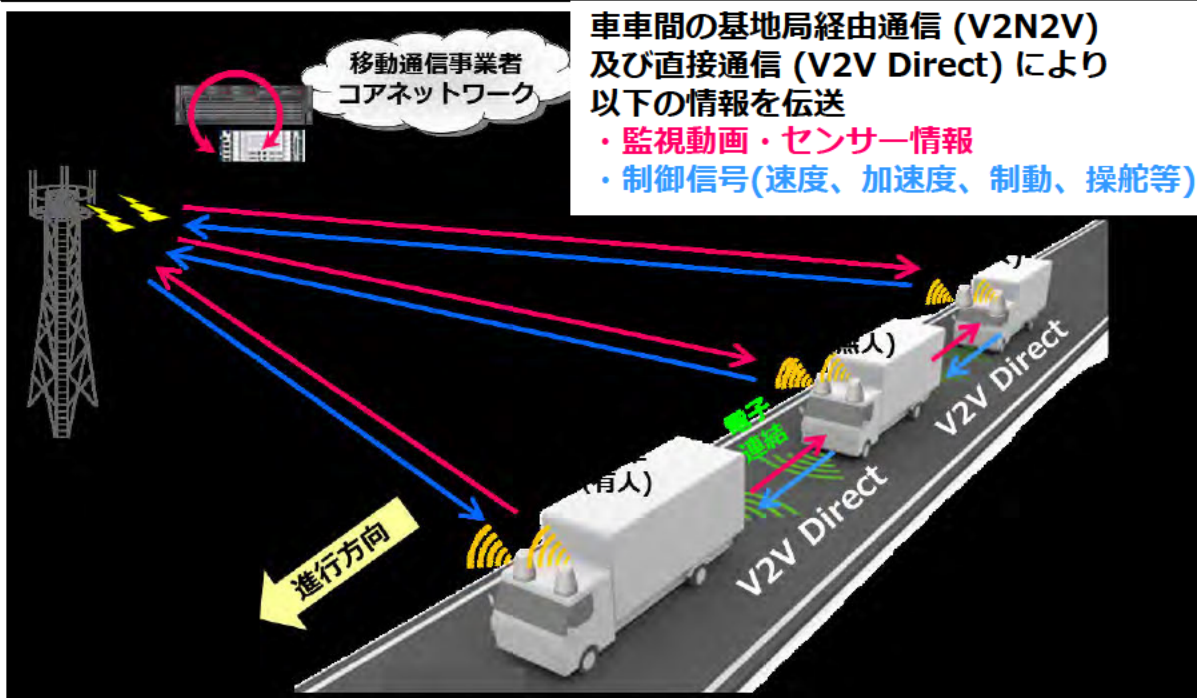 車車間の基地局経由通信 (V2N2V)
及び直接通信 (V2V Direct) により
以下の情報を伝送
・監視動画・センサー情報
・制御信号(速度、加速度、制動、操舵等)
移動通信事業者
コアネットワーク
無人)
V2V Direct
電子
連結
(有人)
V2V Direct
進行方向